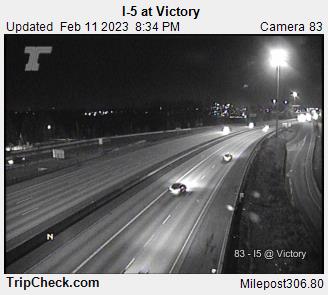 I-5 at Victory
Updated Feb 11 2023 8:34 PM Camera 83
T
N
83 - I5 @ Victory
TripCheck.com Milepost306.80